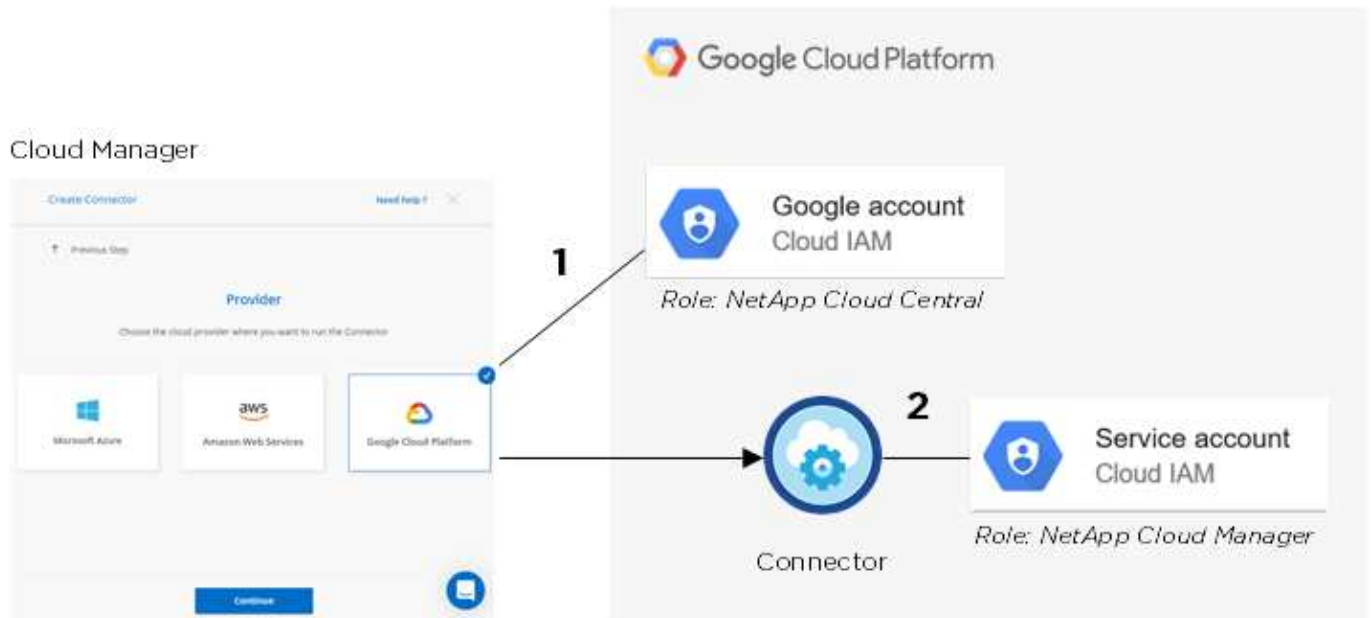 Google Cloud Platform
Cloud Manager
Create Connector
Need help ?
Previous Step
Provider
Choose the cloud provider where you want to run the Connector
Microsoft Azure
aws
Amazon Web Services
Google Cloud Platform
Continue
1
Google account
Cloud IAM
Role: NetApp Cloud Central
2
Connector
Service account
Cloud IAM
Role: NetApp Cloud Manager